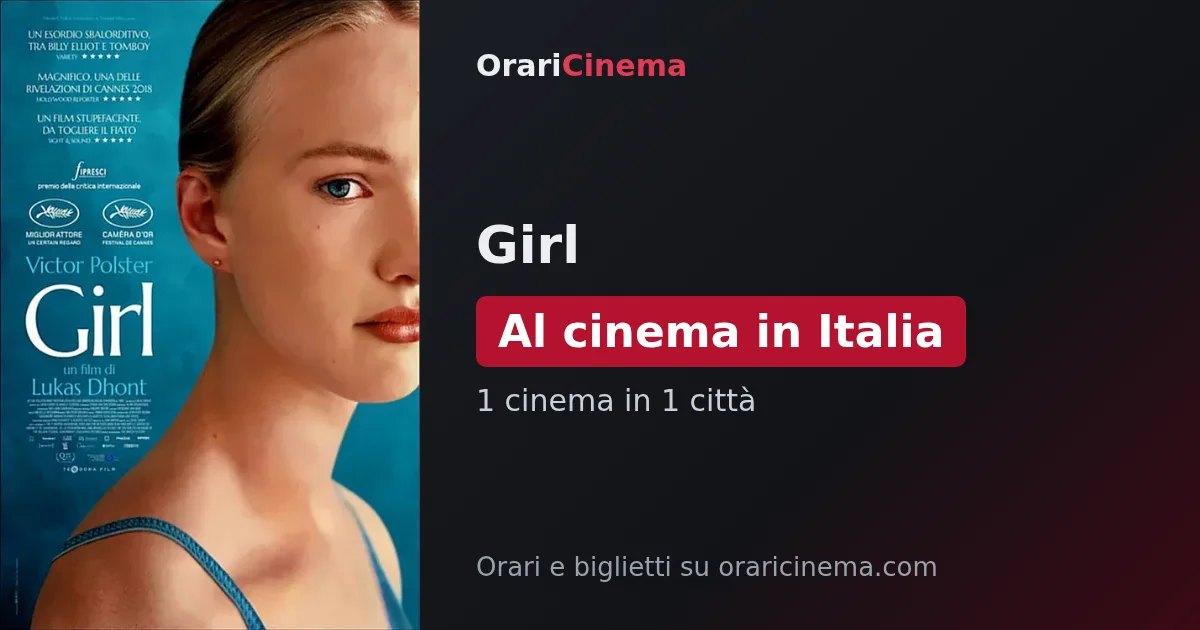 UN ESORDIO SBALORDITIVO,
TRA BILLY ELLIOT E TOMBOY
VARIETY ★★★★★
MAGNIFICO, UNA DELLE
RIVELAZIONI DI CANNES 2018
HOLLYWOOD REPORTER ★★★★★
UN FILM STUPEFACENTE,
DA TOGLIERE IL FIATO
SIGHT & SOUND ★★★★★
FIPRESCI
premio della critica internazionale
MIGLIOR ATTORE
UN CERTAIN REGARD
CAMÉRA D'OR
FESTIVAL DE CANNES
Victor Polster
Girl
un film di
Lukas Dhont
TEODORA FILM
OrariCinema
Girl
Al cinema in Italia
1 cinema in 1 città
Orari e biglietti su oraricinema.com